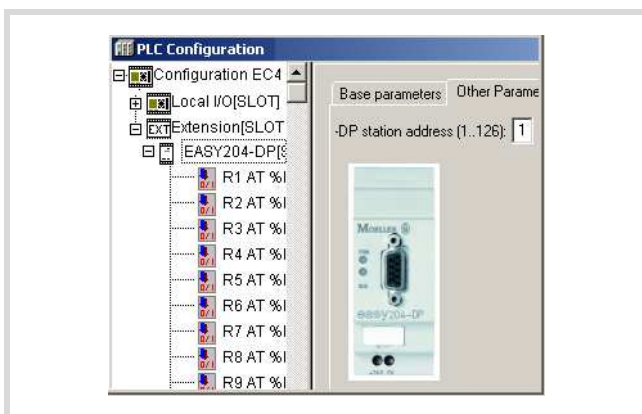 PLC Configuration
Configuration EC4
Local I/O[SLOT]
EXT Extension[SLOT
EASY204-DP[S
R1 AT %I
R2 AT %I
R3 AT %I
R4 AT %I
R5 AT %I
R6 AT %I
R7 AT %I
R8 AT %I
R9 AT %I
Base parameters
Other Parame
-DP station address (1..126): 1
MOELLER
easy204-DP